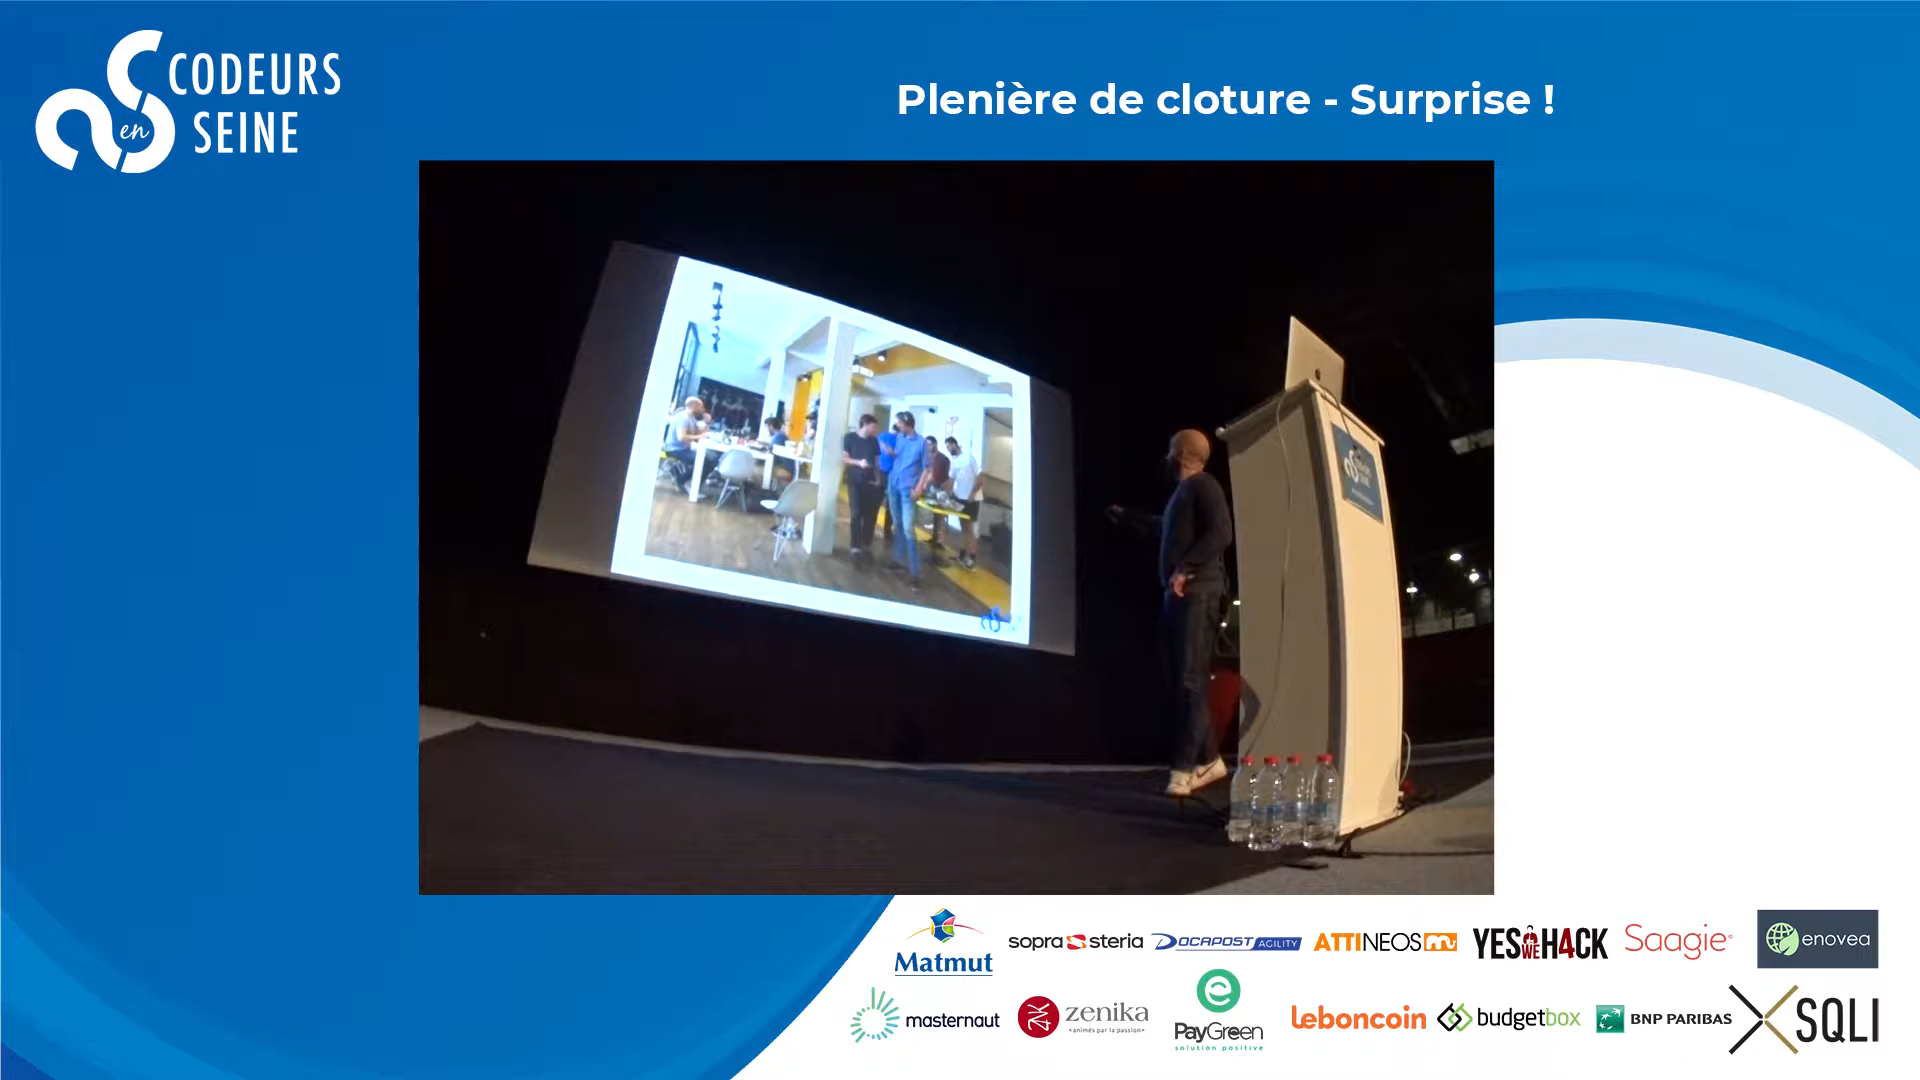 CODEURS
en
SEINE
Plenière de cloture - Surprise !
Matmut
sopra steria
DOCAPOST AGILITY
ATTINEOS
YES WE H4CK
Saagie
enovea
masternaut
zenika
«animés par la passion»
PayGreen
solution positive
leboncoin
budgetbox
BNP PARIBAS
SQLI